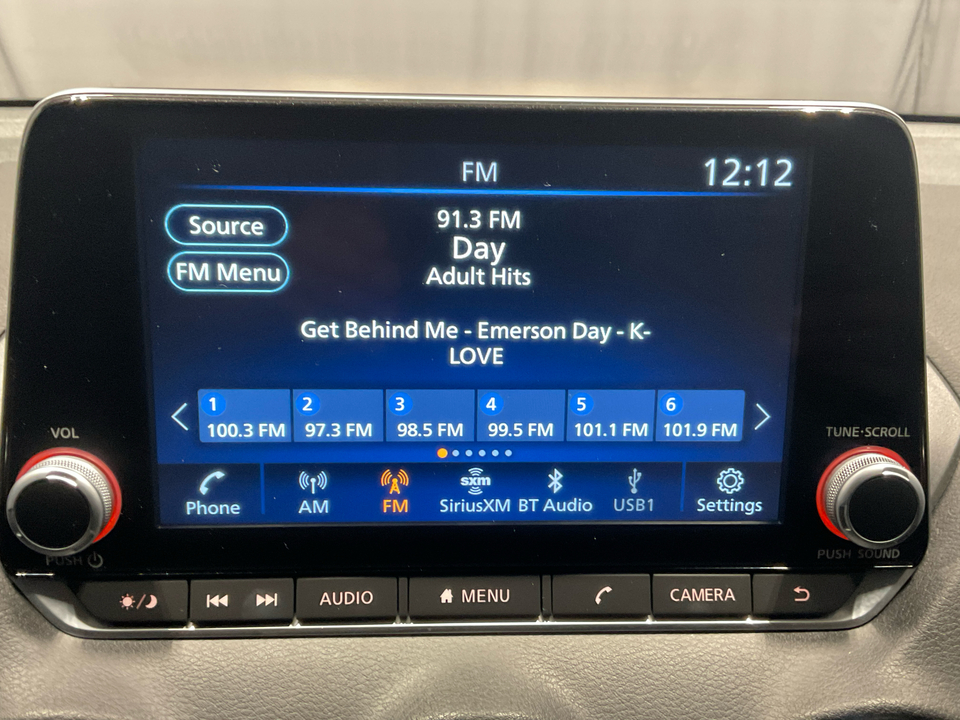 FM
12:12
Source
91.3 FM
Day
FM Menu
Adult Hits
Get Behind Me - Emerson Day - K-
LOVE
1 2 3 4 5 6
100.3 FM 97.3 FM 98.5 FM 99.5 FM 101.1 FM 101.9 FM
VOL
TUNE·SCROLL
sxm
Phone AM FM SiriusXM BT Audio USB1 Settings
PUSH
PUSH SOUND
AUDIO MENU CAMERA